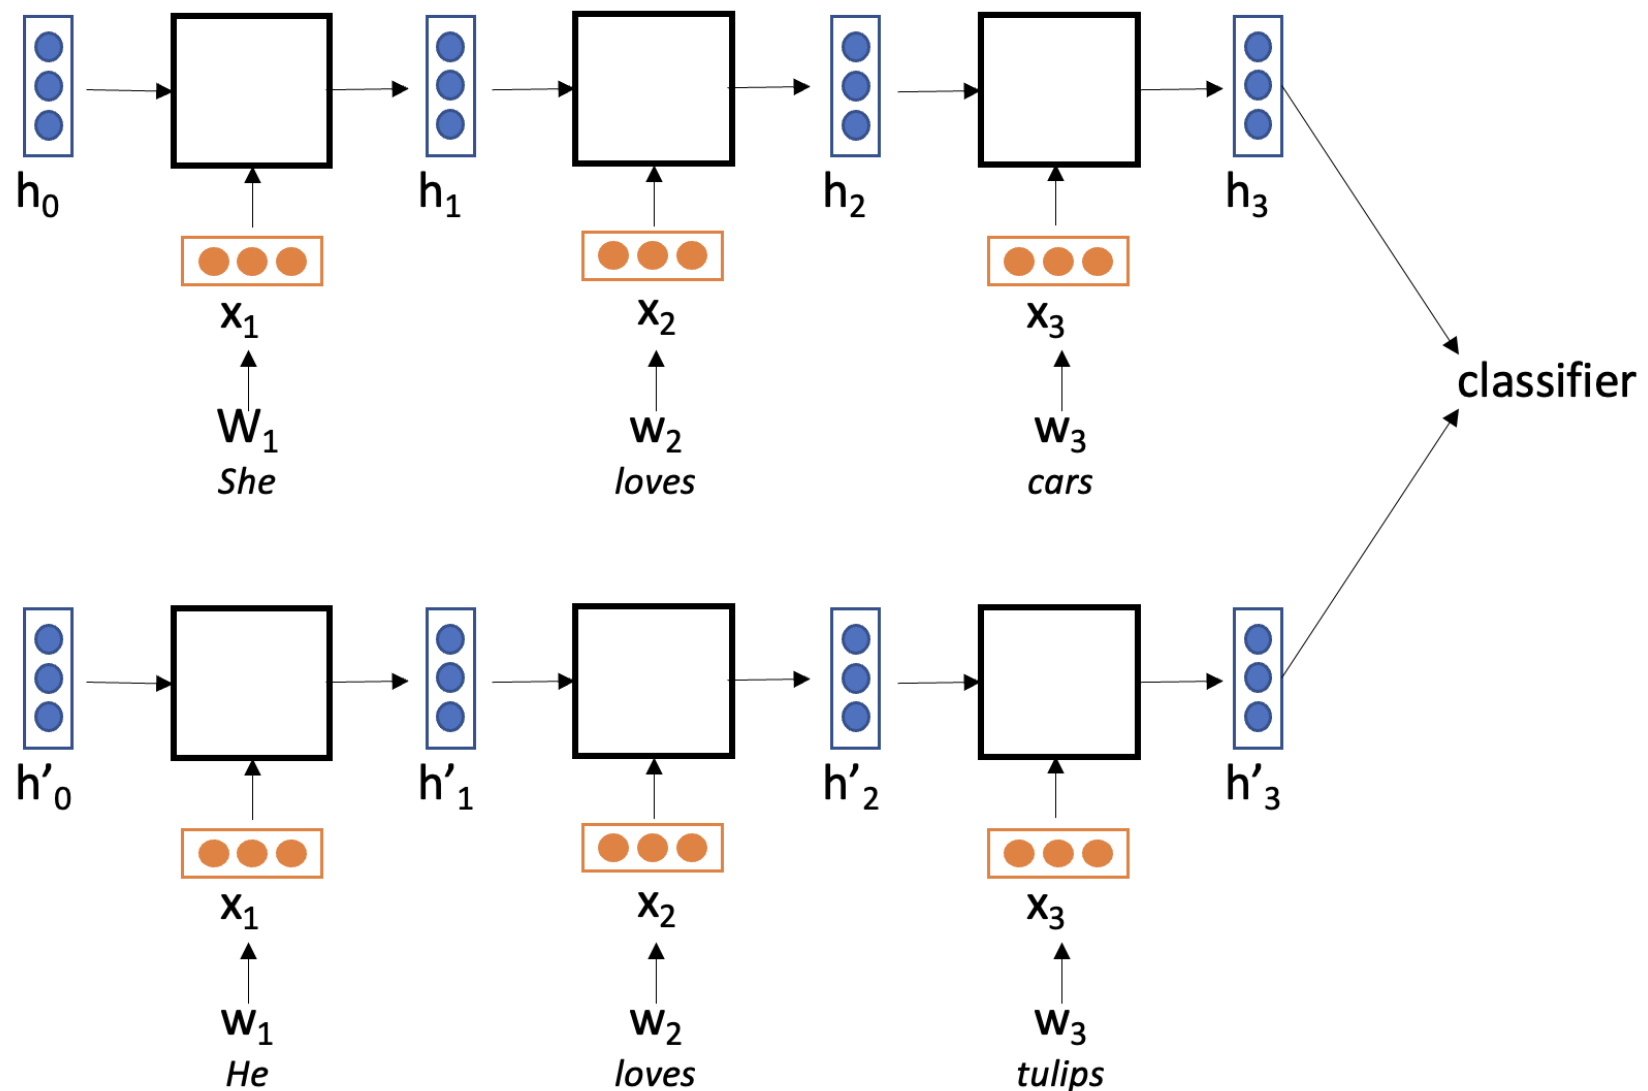 h₀ h₁ h₂ h₃
x₁ x₂ x₃
classifier
W₁ w₂ w₃
She loves cars
h’₀ h’₁ h’₂ h’₃
x₁ x₂ x₃
w₁ w₂ w₃
He loves tulips